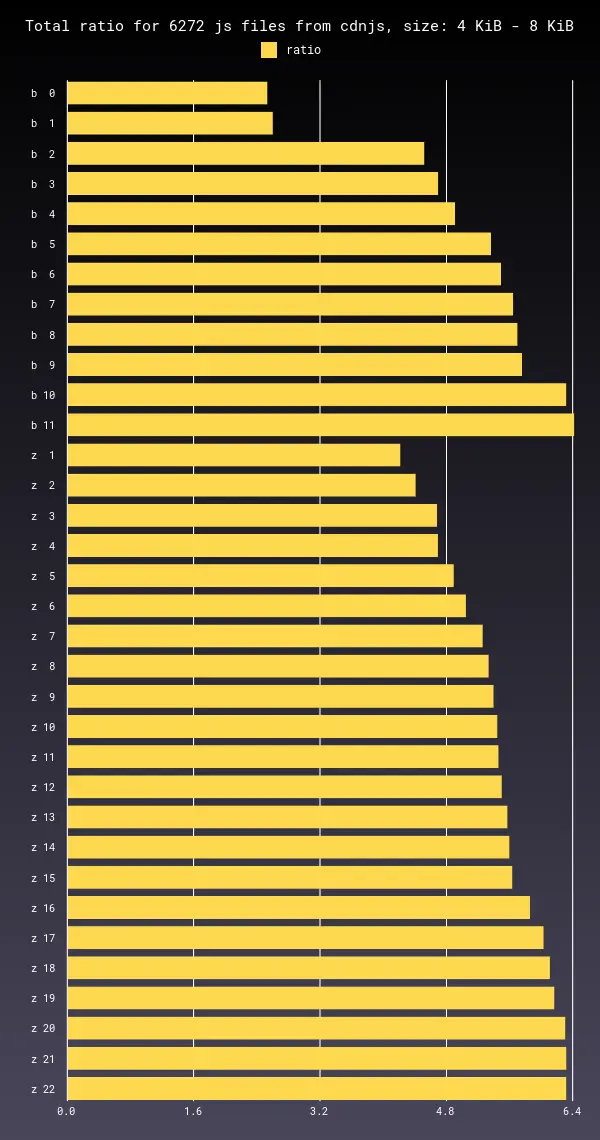 Total ratio for 6272 js files from cdnjs, size: 4 KiB - 8 KiB
ratio
b 0
b 1
b 2
b 3
b 4
b 5
b 6
b 7
b 8
b 9
b 10
b 11
z 1
z 2
z 3
z 4
z 5
z 6
z 7
z 8
z 9
z 10
z 11
z 12
z 13
z 14
z 15
z 16
z 17
z 18
z 19
z 20
z 21
z 22
0.0 1.6 3.2 4.8 6.4